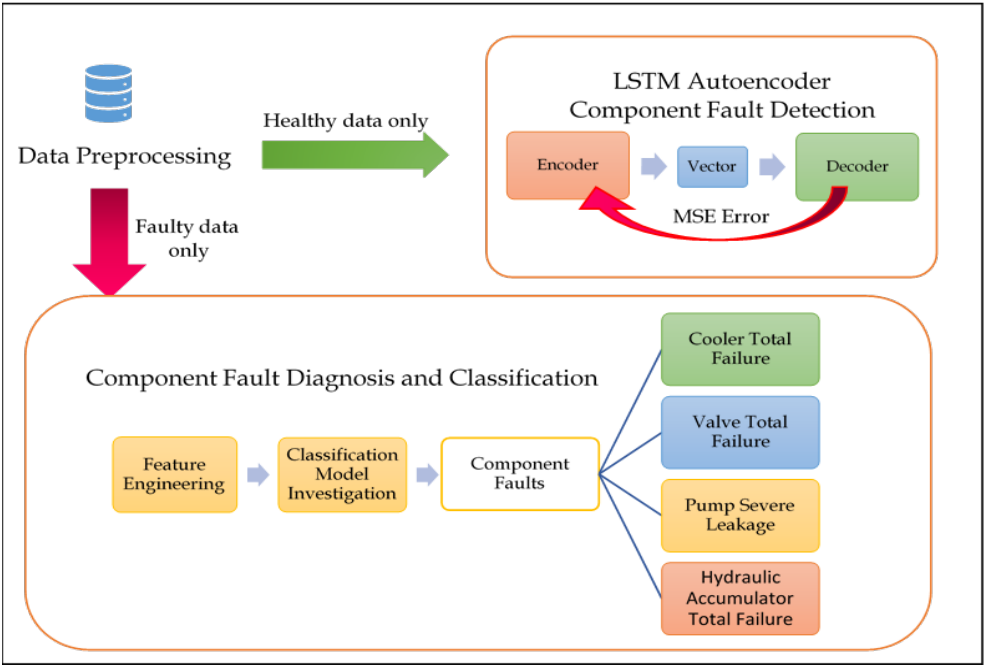 Data Preprocessing
Healthy data only
Faulty data
only
LSTM Autoencoder
Component Fault Detection
Encoder
Vector
Decoder
MSE Error
Component Fault Diagnosis and Classification
Feature
Engineering
Classification
Model
Investigation
Component
Faults
Cooler Total
Failure
Valve Total
Failure
Pump Severe
Leakage
Hydraulic
Accumulator
Total Failure